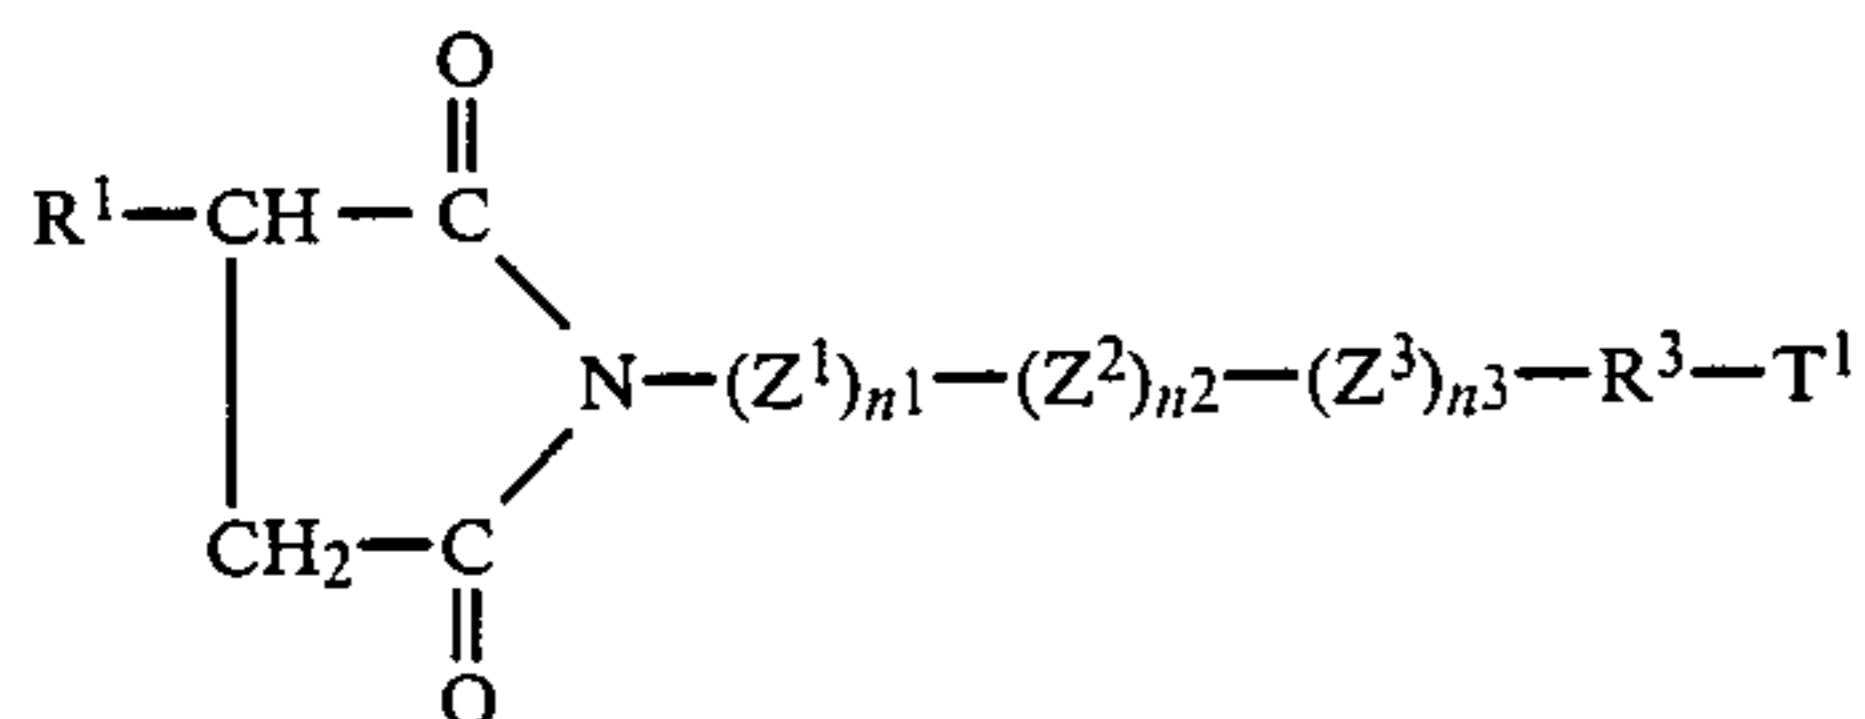 O
R¹—CH—C
N—(Z¹)n1—(Z²)n2—(Z³)n3—R³—T¹
CH₂—C
O